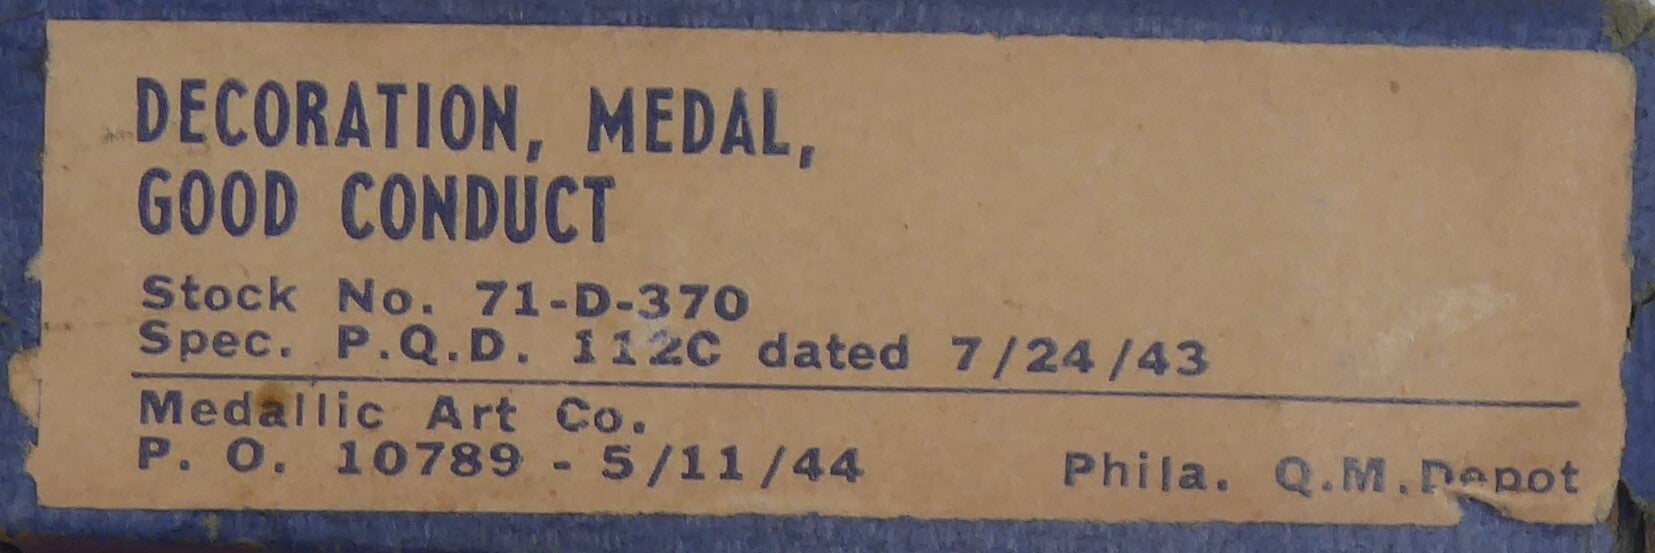 DECORATION, MEDAL,
GOOD CONDUCT
Stock No. 71-D-370
Spec. P.Q.D. 112C dated 7/24/43
Medallic Art Co.
P. O. 10789 - 5/11/44 Phila. Q.M.Depot